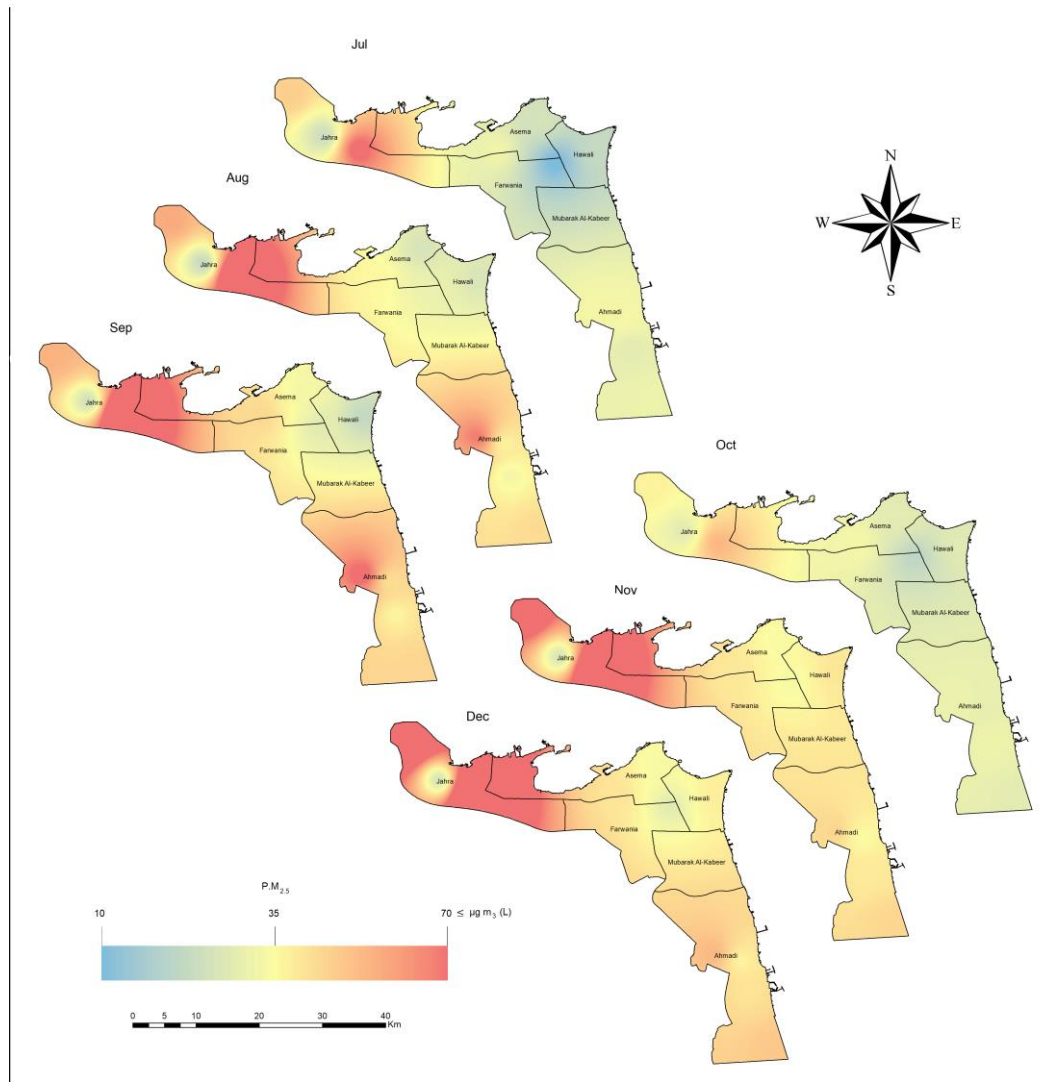 Jul
Jahra
Asema
Hawali
Farwania
Mubarak Al-Kabeer
Ahmadi
N
W E
S
Aug
Jahra
Asema
Hawali
Farwania
Mubarak Al-Kabeer
Ahmadi
Sep
Jahra
Asema
Hawali
Farwania
Mubarak Al-Kabeer
Ahmadi
Oct
Jahra
Asema
Hawali
Farwania
Mubarak Al-Kabeer
Ahmadi
Nov
Jahra
Asema
Hawali
Farwania
Mubarak Al-Kabeer
Ahmadi
Dec
Jahra
Asema
Hawali
Farwania
Mubarak Al-Kabeer
Ahmadi
P.M2.5
10 35 70 ≤ µg m3 (L)
0 5 10 20 30 40
Km